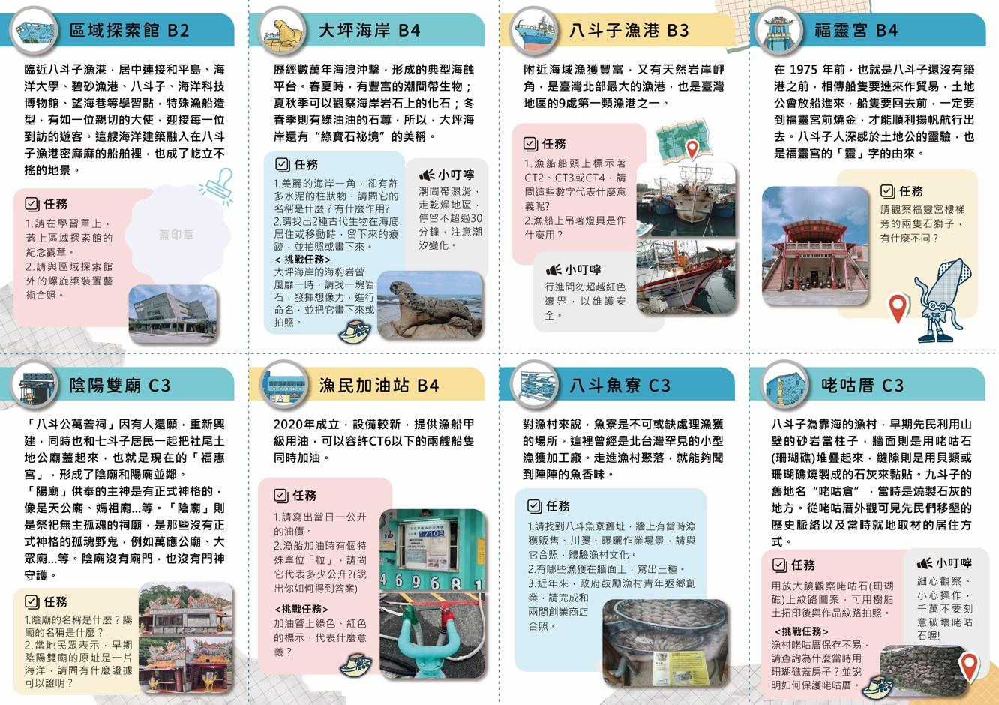 區域探索館 B2
臨近八斗子漁港，居中連接和平島、海
洋大學、碧砂漁港、八斗子、海洋科技
博物館、望海巷等學習點，特殊漁船造
型，有如一位親切的大使，迎接每一位
到訪的遊客。這艘海洋建築融入在八斗
子漁港密麻麻的船舶裡，也成了屹立不
搖的地景。
任務
1.請在學習單上，
蓋上區域探索館的
紀念戳章。
2.請與區域探索館
外的螺旋槳裝置藝
術合照。
蓋印章
大坪海岸 B4
歷經數萬年海浪沖擊，形成的典型海蝕
平台。春夏時，有豐富的潮間帶生物；
夏秋季可以觀察海岸岩石上的化石；冬
春季則有綠油油的石蓴，所以，大坪海
岸還有“綠寶石祕境”的美稱。
任務
1.美麗的海岸一角，卻有許
多水泥的柱狀物，請問它的
名稱是什麼？有什麼作用?
2.請找出2種古代生物在海底
居住或移動時，留下來的痕
跡，並拍照或畫下來。
<挑戰任務>
大坪海岸的海豹岩曾
風靡一時，請找一塊岩
石，發揮想像力，進行
命名，並把它畫下來或
拍照。
小叮嚀
潮間帶濕滑，
走乾燥地區，
停留不超過30
分鐘，注意潮
汐變化。
八斗子漁港 B3
附近海域漁獲豐富，又有天然岩岸岬
角，是臺灣北部最大的漁港，也是臺灣
地區的9處第一類漁港之一。
任務
1.漁船船頭上標示著
CT2、CT3或CT4，請
問這些數字代表什麼意
義呢?
2.漁船上吊著燈具是作
什麼用？
小叮嚀
行進間勿超越紅色
邊界，以維護安
全。
福靈宮 B4
在 1975 年前，也就是八斗子還沒有築
港之前，相傳船隻要進來作貿易，土地
公會放船進來，船隻要回去前，一定要
到福靈宮前燒金，才能順利揚帆航行出
去。八斗子人深感於土地公的靈驗，也
是福靈宮的「靈」字的由來。
任務
請觀察福靈宮樓梯
旁的兩隻石獅子，
有什麼不同？
陰陽雙廟 C3
「八斗公萬善祠」因有人還願，重新興
建，同時也和七斗子居民一起把社尾土
地公廟蓋起來，也就是現在的「福惠
宮」，形成了陰廟和陽廟並鄰。
「陽廟」供奉的主神是有正式神格的，
像是天公廟、媽祖廟...等。「陰廟」則
是祭祀無主孤魂的祠廟，是那些沒有正
式神格的孤魂野鬼，例如萬應公廟、大
眾廟...等。陰廟沒有廟門，也沒有門神
守護。
任務
1.陰廟的名稱是什麼？陽
廟的名稱是什麼？
2.當地民眾表示，早期
陰陽雙廟的原址是一片
海洋，請問有什麼證據
可以證明？
漁民加油站 B4
2020年成立，設備較新，提供漁船甲
級用油，可以容許CT6以下的兩艘船隻
同時加油。
任務
1.請寫出當日一公升
的油價。
2.漁船加油時有個特
殊單位「粒」，請問
它代表多少公升?(說
出你如何得到答案)
<挑戰任務>
加油管上綠色、紅色
的標示，代表什麼意
義？
油
17108
4 6 9 6 8 1
八斗魚寮 C3
對漁村來說，魚寮是不可或缺處理漁獲
的場所。這裡曾經是北台灣罕見的小型
漁獲加工廠。走進漁村聚落，就能夠聞
到陣陣的魚香味。
任務
1.請找到八斗魚寮舊址，牆上有當時漁
獲販售、川燙、曝曬作業場景，請與
它合照，體驗漁村文化。
2.有哪些漁獲在牆面上，寫出三種。
3.近年來，政府鼓勵漁村青年返鄉創
業，請完成和
兩間創業商店
合照。
咾咕厝 C3
八斗子為靠海的漁村，早期先民利用山
壁的砂岩當柱子，牆面則是用咾咕石
(珊瑚礁)堆疊起來，縫隙則是用貝類或
珊瑚礁燒製成的石灰來黏貼。九斗子的
舊地名“咾咕倉”，當時是燒製石灰的
地方。從咾咕厝外觀可見先民們移墾的
歷史脈絡以及當時就地取材的居住方
式。
任務
用放大鏡觀察咾咕石(珊瑚
礁)上紋路圖案，可用樹脂
土拓印後與作品紋路拍照。
<挑戰任務>
漁村咾咕厝保存不易，
請查詢為什麼當時用
珊瑚礁蓋房子？並說
明如何保護咾咕厝。
小叮嚀
細心觀察、
小心操作，
千萬不要刻
意破壞咾咕
石喔!